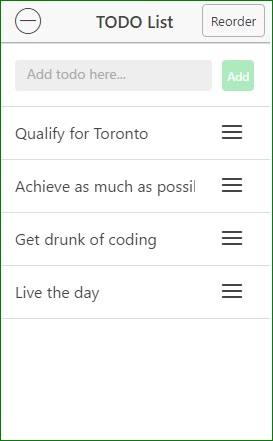 TODO List
Reorder
Add todo here...
Add
Qualify for Toronto
Achieve as much as possil
Get drunk of coding
Live the day